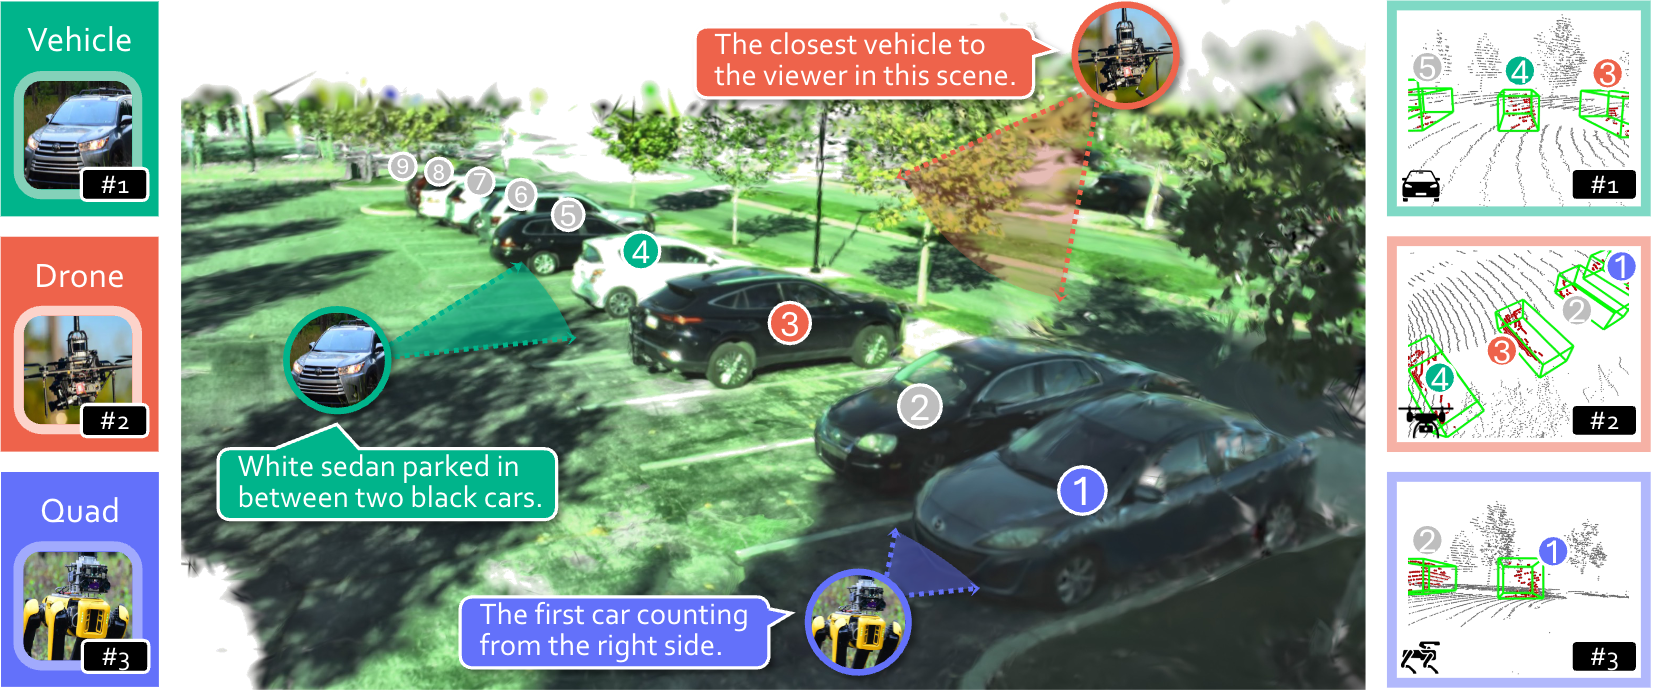 Vehicle
#1
Drone
#2
Quad
#3
The closest vehicle to
the viewer in this scene.
9
8
7
6
5
4
3
2
1
White sedan parked in
between two black cars.
The first car counting
from the right side.
5
4
3
#1
1
2
3
4
#2
2
1
#3